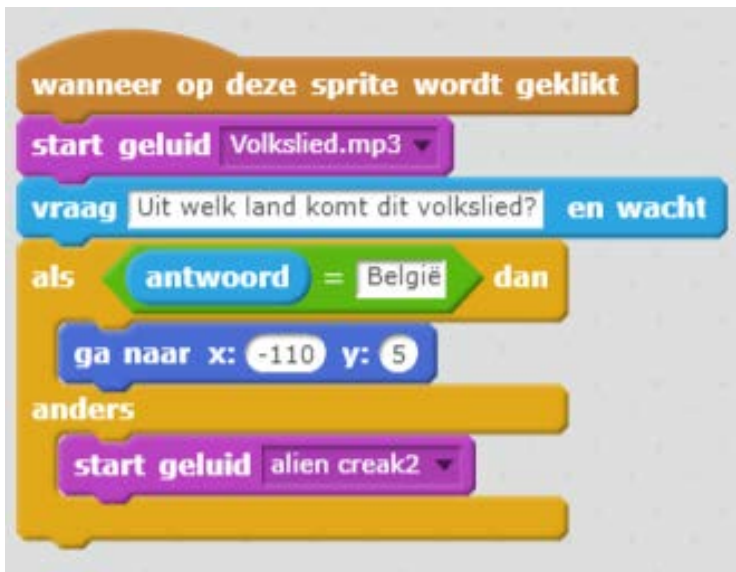 wanneer op deze sprite wordt geklikt
start geluid Volkslied.mp3
vraag Uit welk land komt dit volkslied? en wacht
als antwoord = België dan
ga naar x: -110 y: 5
anders
start geluid alien creak2